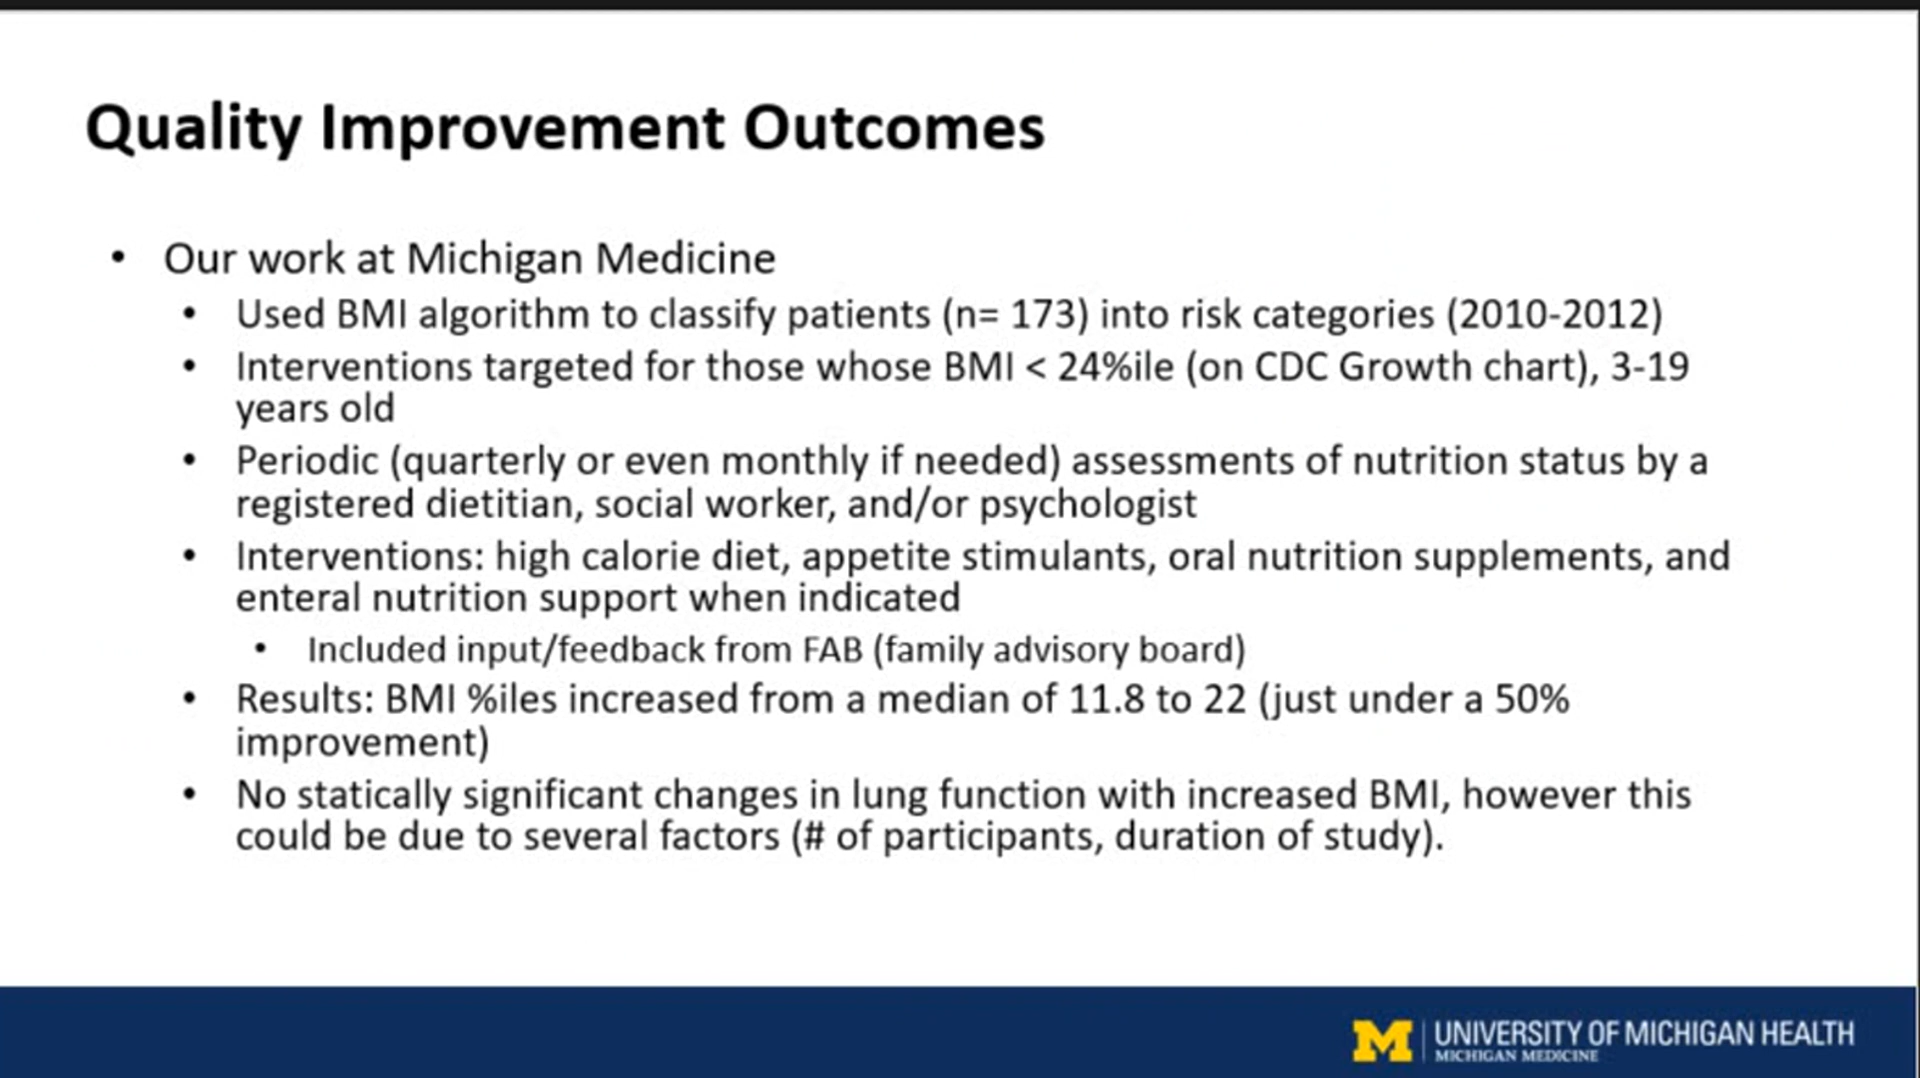 Quality Improvement Outcomes
• Our work at Michigan Medicine
• Used BMI algorithm to classify patients (n= 173) into risk categories (2010-2012)
• Interventions targeted for those whose BMI < 24%ile (on CDC Growth chart), 3-19
years old
• Periodic (quarterly or even monthly if needed) assessments of nutrition status by a
registered dietitian, social worker, and/or psychologist
• Interventions: high calorie diet, appetite stimulants, oral nutrition supplements, and
enteral nutrition support when indicated
• Included input/feedback from FAB (family advisory board)
• Results: BMI %iles increased from a median of 11.8 to 22 (just under a 50%
improvement)
• No statically significant changes in lung function with increased BMI, however this
could be due to several factors (# of participants, duration of study).
M UNIVERSITY OF MICHIGAN HEALTH
MICHIGAN MEDICINE